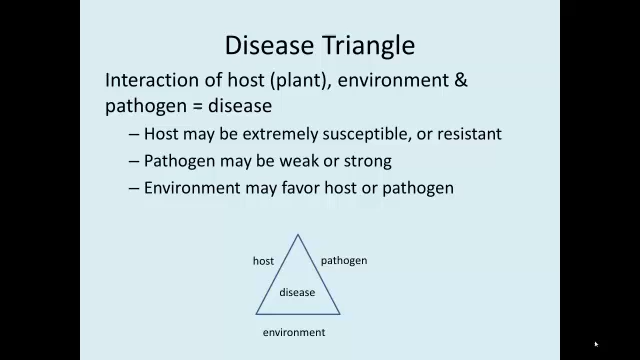 Disease Triangle
Interaction of host (plant), environment &
pathogen = disease
– Host may be extremely susceptible, or resistant
– Pathogen may be weak or strong
– Environment may favor host or pathogen
host
pathogen
disease
environment